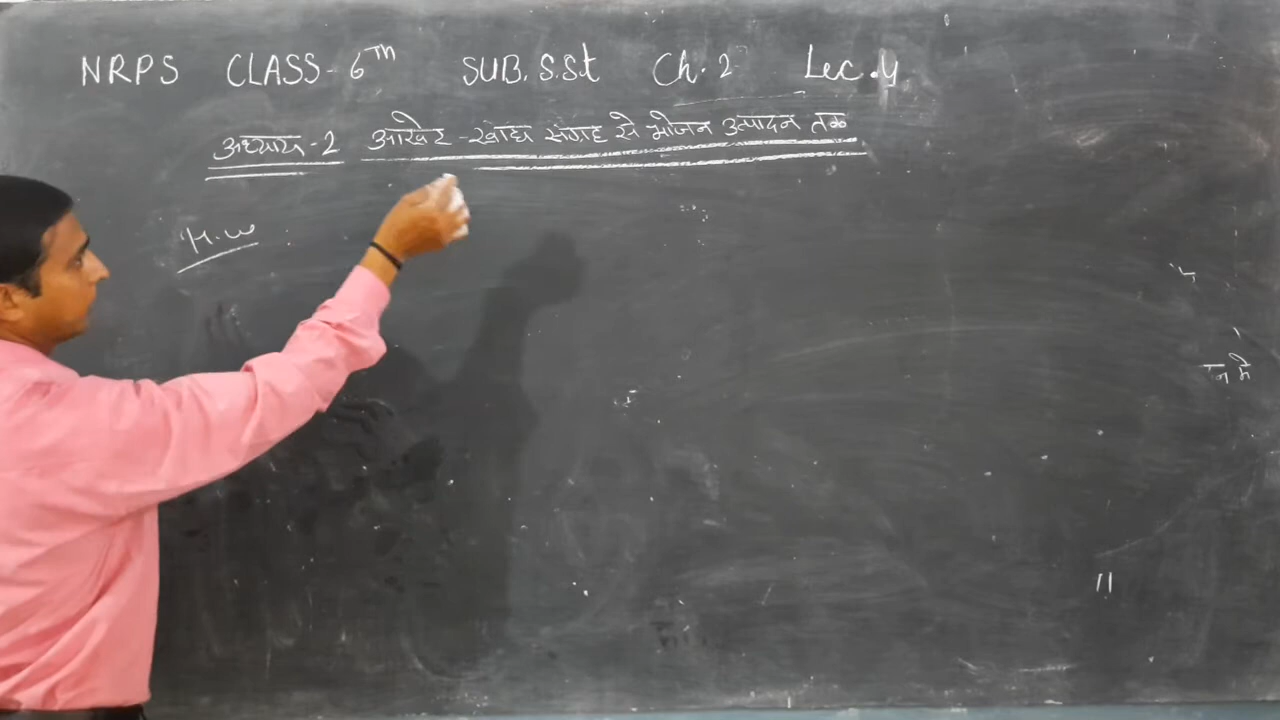 NRPS CLASS-6TH SUB. S.St Ch.2 Lec.4
अध्याय-2 आखेट-खाद्य संग्रह से भोजन उत्पादन तक
H.w
न में